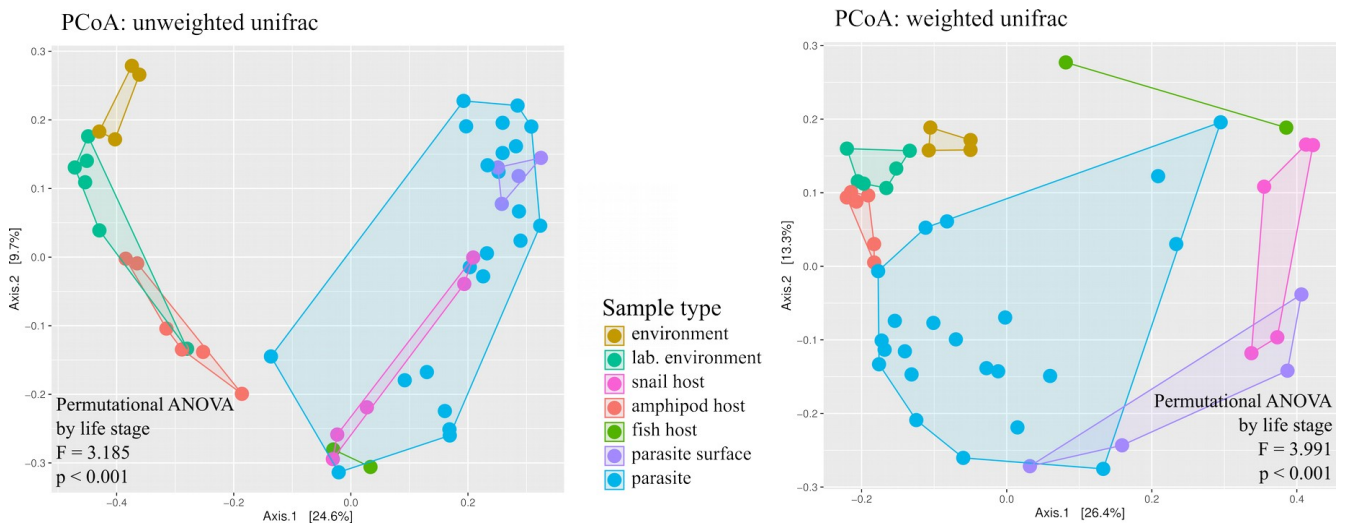 PCoA: unweighted unifrac
0.3
0.2
0.1
0.0
−0.1
−0.2
−0.3
Axis.2 [9.7%]
−0.4
−0.2
0.0
0.2
Axis.1 [24.6%]
Permutational ANOVA
by life stage
F = 3.185
p < 0.001
Sample type
environment
lab. environment
snail host
amphipod host
fish host
parasite surface
parasite
PCoA: weighted unifrac
0.3
0.2
0.1
0.0
−0.1
−0.2
−0.3
Axis.2 [13.3%]
−0.2
0.0
0.2
0.4
Axis.1 [26.4%]
Permutational ANOVA
by life stage
F = 3.991
p < 0.001